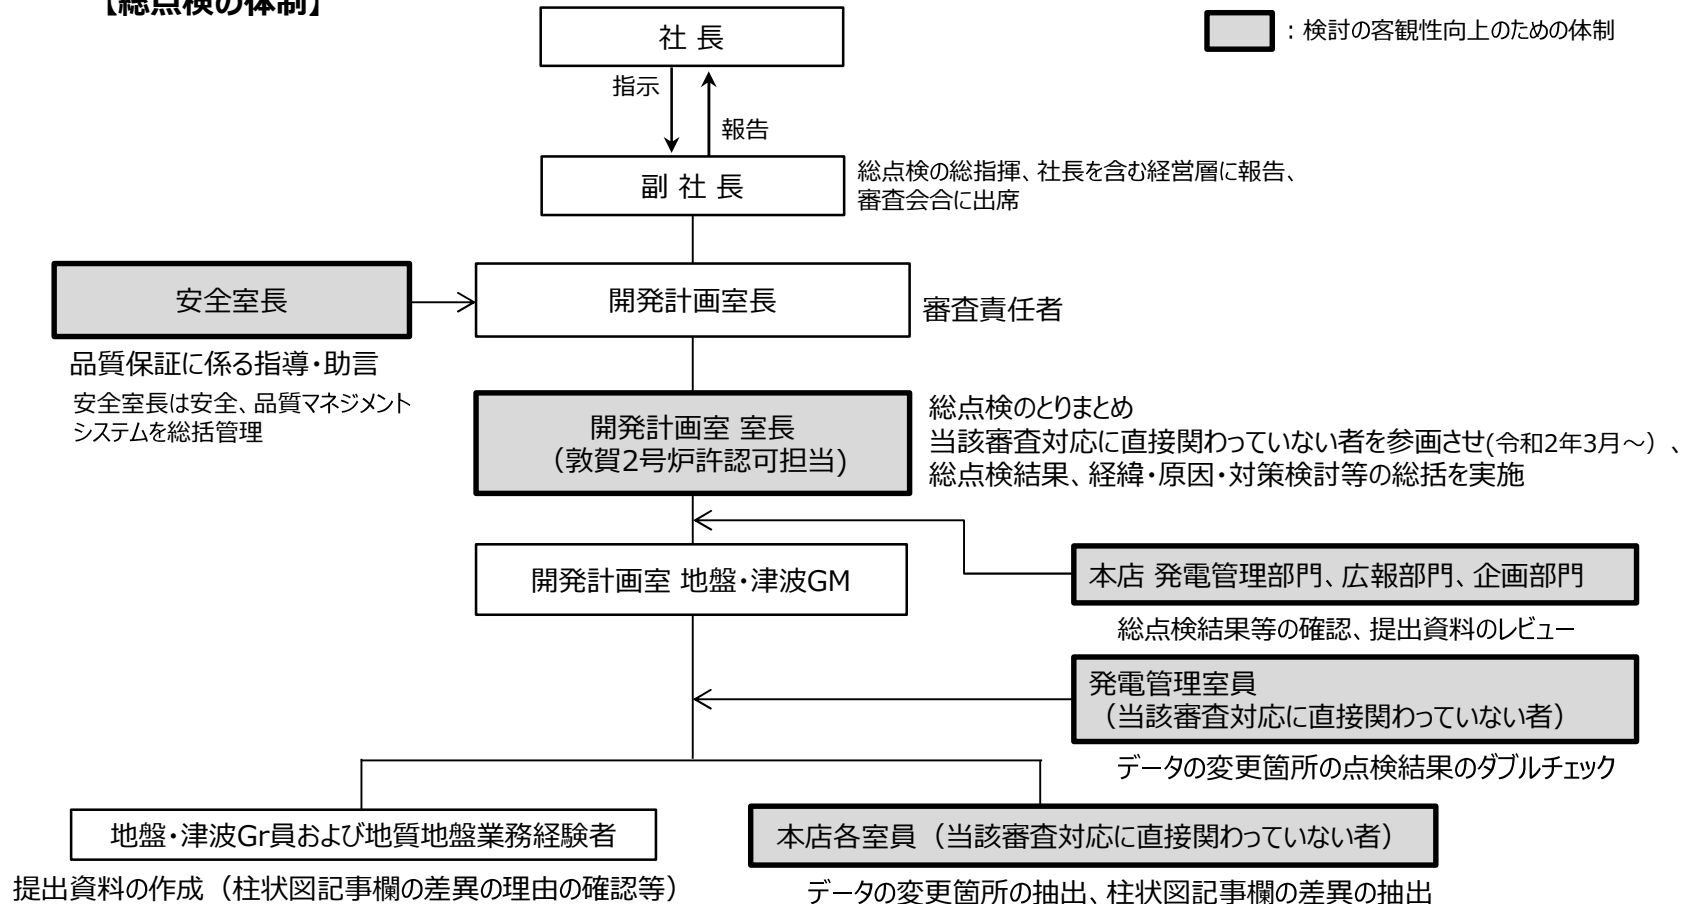 【総点検の体制】
：検討の客観性向上のための体制
社 長
指示
報告
副 社 長
総点検の総指揮、社長を含む経営層に報告、
審査会合に出席
安全室長
開発計画室長
審査責任者
品質保証に係る指導・助言
安全室長は安全、品質マネジメント
システムを総括管理
開発計画室 室長
（敦賀2号炉許認可担当)
総点検のとりまとめ
当該審査対応に直接関わっていない者を参画させ(令和2年3月～）、
総点検結果、経緯・原因・対策検討等の総括を実施
開発計画室 地盤・津波GM
本店 発電管理部門、広報部門、企画部門
総点検結果等の確認、提出資料のレビュー
発電管理室員
（当該審査対応に直接関わっていない者）
データの変更箇所の点検結果のダブルチェック
地盤・津波Gr員および地質地盤業務経験者
本店各室員（当該審査対応に直接関わっていない者）
提出資料の作成（柱状図記事欄の差異の理由の確認等）
データの変更箇所の抽出、柱状図記事欄の差異の抽出